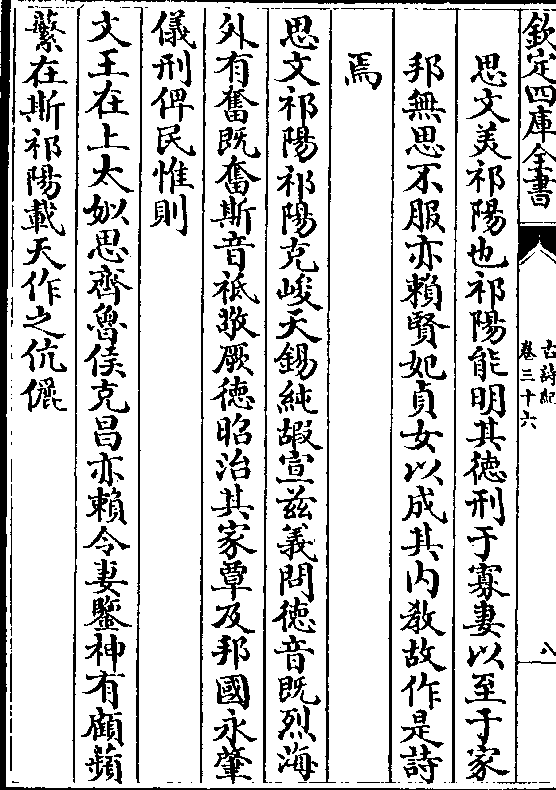 欽定四庫全書
古詩紀
卷三十六
八
思文美祁陽也祁陽能明其徳刑于寡妻以至于家
邦無思不服亦賴賢妃貞女以成其内教故作是詩
焉
思文祁陽祁陽克峻天錫純嘏宣兹義問徳音既烈海
外有奮既奮斯音祗敬厥徳昭治其家覃及邦國永肇
儀刑俾民惟則
文王在上太姒思齊魯侯克昌亦賴令妻鑒神有顧蘋
蘩在斯祁陽載天作之伉儷